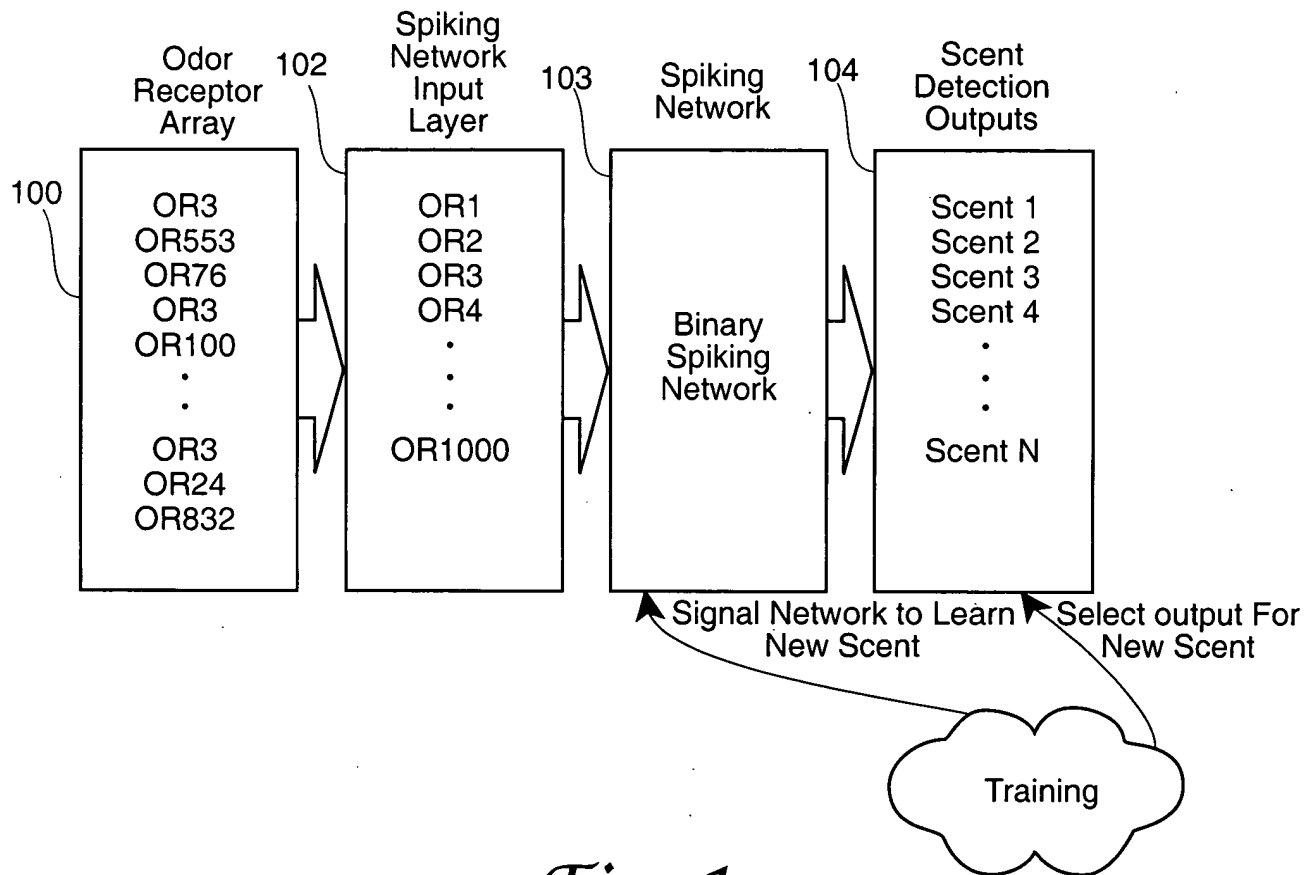 Odor
Receptor
Array
100
OR3
OR553
OR76
OR3
OR100
.
.
OR3
OR24
OR832
Spiking
Network
Input
Layer
102
OR1
OR2
OR3
OR4
.
.
.
OR1000
Spiking
Network
103
Binary
Spiking
Network
Scent
Detection
Outputs
104
Scent 1
Scent 2
Scent 3
Scent 4
.
.
.
Scent N
Signal Network to Learn
New Scent
Select output For
New Scent
Training